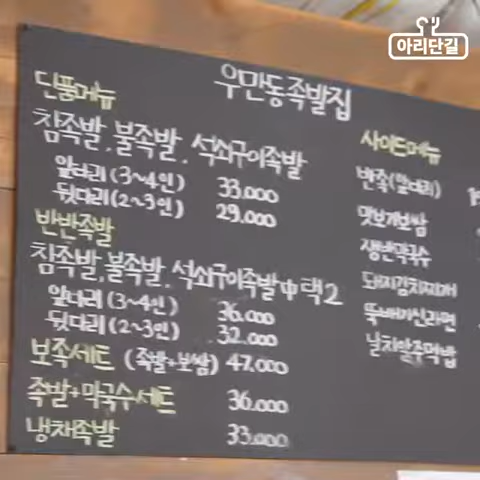 아리단길
우만동족발집
단품메뉴
참족발, 불족발, 석쇠구이족발
앞다리(3~4인) 33.000
뒷다리(2~3인) 29.000
반반족발
참족발, 불족발, 석쇠구이족발 中 택2
앞다리(3~4인) 36.000
뒷다리(2~3인) 32.000
보족세트 (족발+보쌈) 47.000
족발+막국수세트 36.000
냉채족발 33.000
사이드메뉴
반족(앞다리)
맛보기보쌈
쟁반막국수
돼지김치찌개
뚝배기신라면
날치알주먹밥